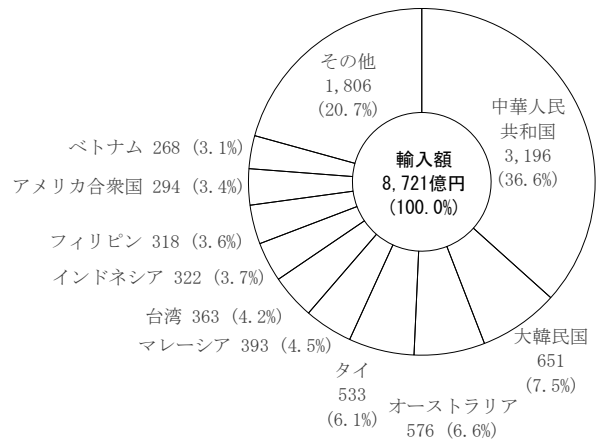 その他
1,806
(20.7%)
中華人民
共和国
3,196
(36.6%)
輸入額
8,721億円
(100.0%)
ベトナム 268 (3.1%)
アメリカ合衆国 294 (3.4%)
フィリピン 318 (3.6%)
インドネシア 322 (3.7%)
台湾 363 (4.2%)
マレーシア 393 (4.5%)
タイ
533
(6.1%)
オーストラリア
576 (6.6%)
大韓民国
651
(7.5%)